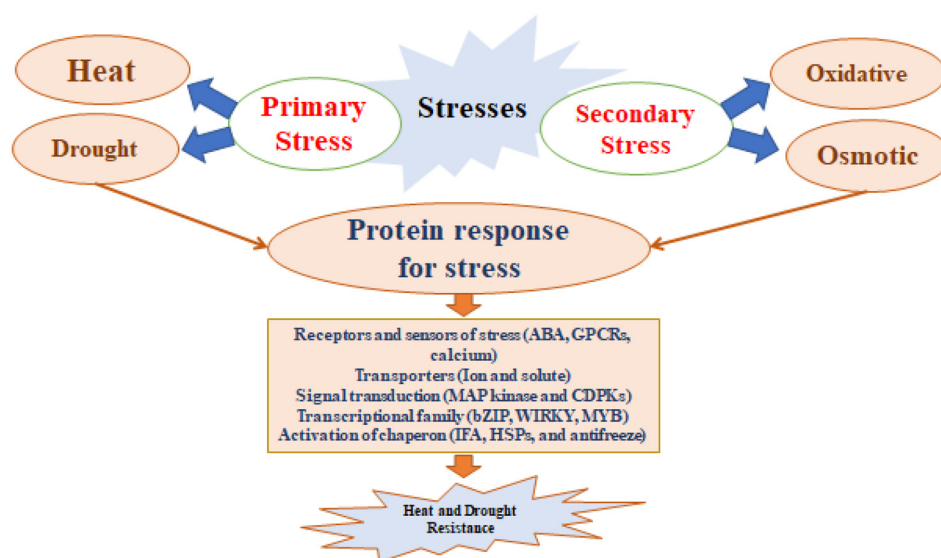 Heat
Drought
Primary
Stress
Stresses
Secondary
Stress
Oxidative
Osmotic
Protein response
for stress
Receptors and sensors of stress (ABA, GPCRs,
calcium)
Transporters (Ion and solute)
Signal transduction (MAP kinase and CDPKs)
Transcriptional family (bZIP, WIRKY, MYB)
Activation of chaperon (IFA, HSPs, and antifreeze)
Heat and Drought
Resistance